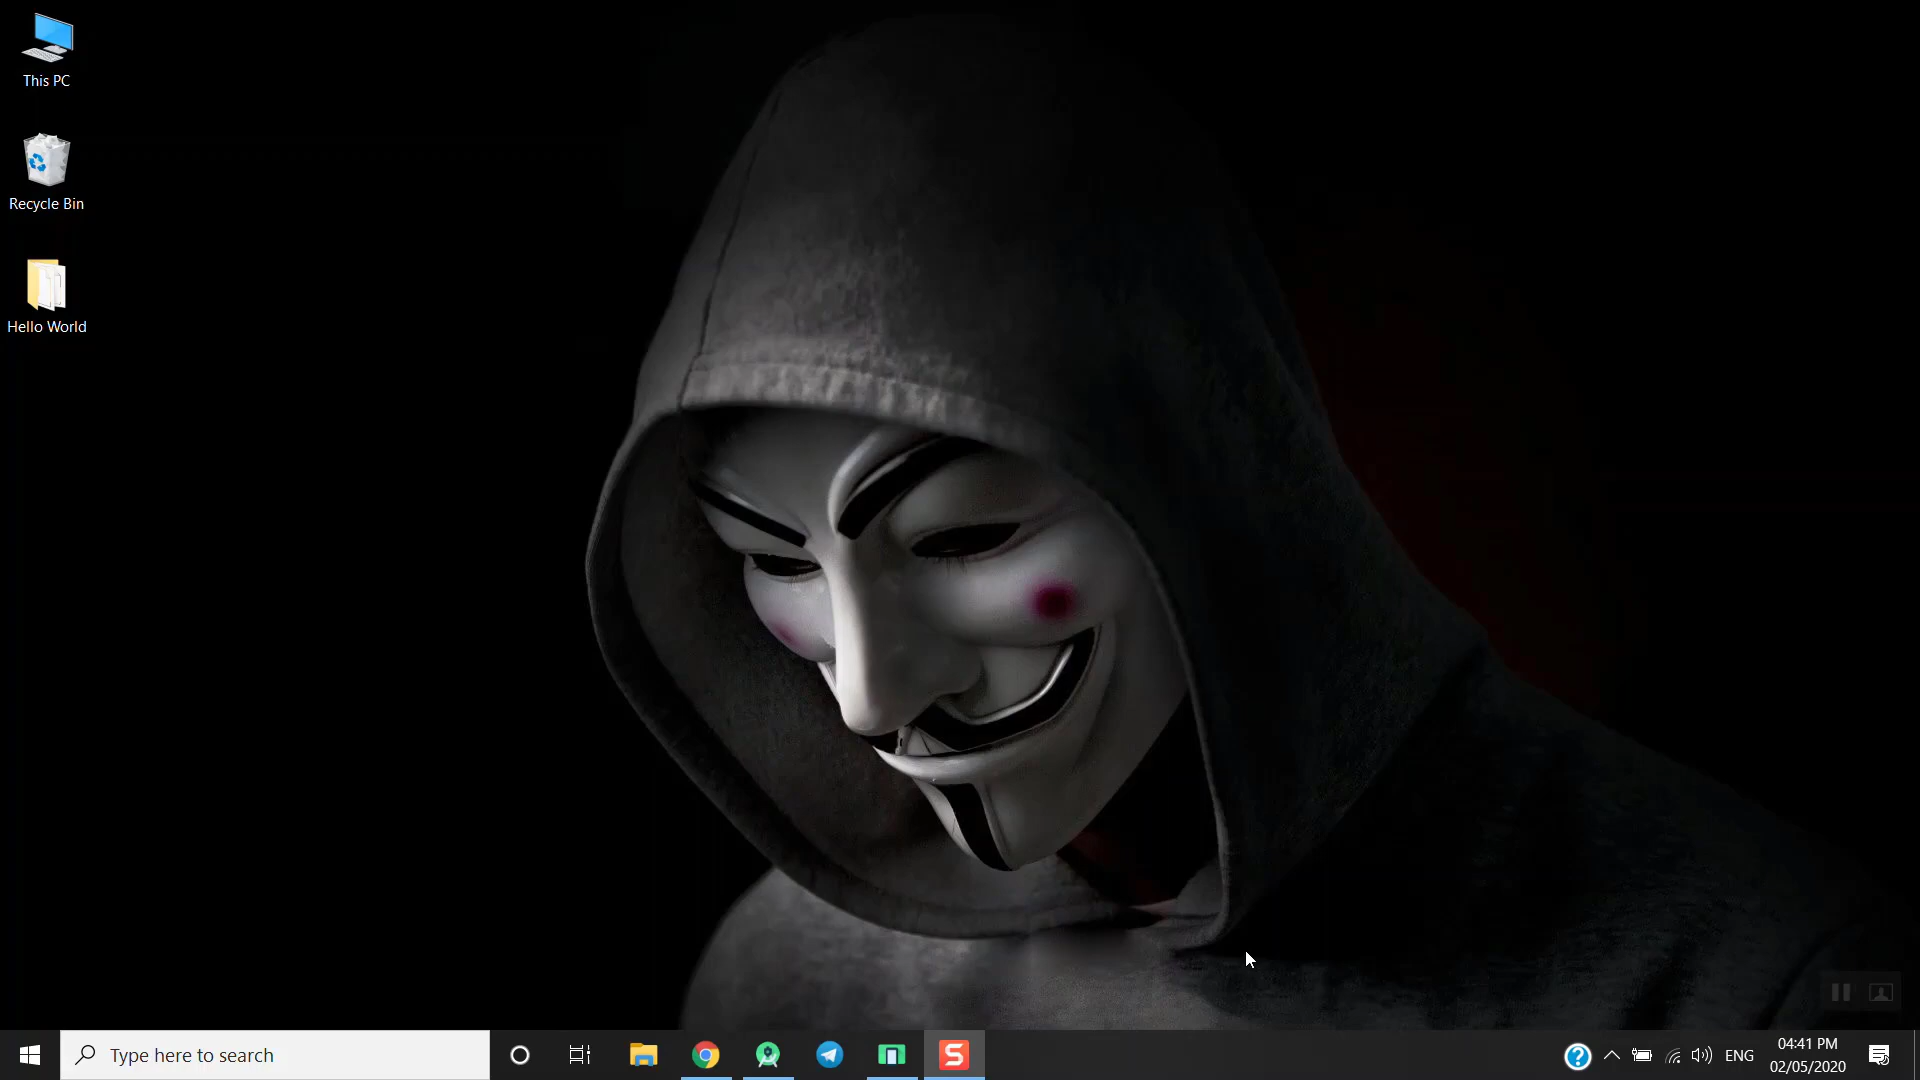 This PC
Recycle Bin
Hello World
Type here to search
ENG
04:41 PM
02/05/2020